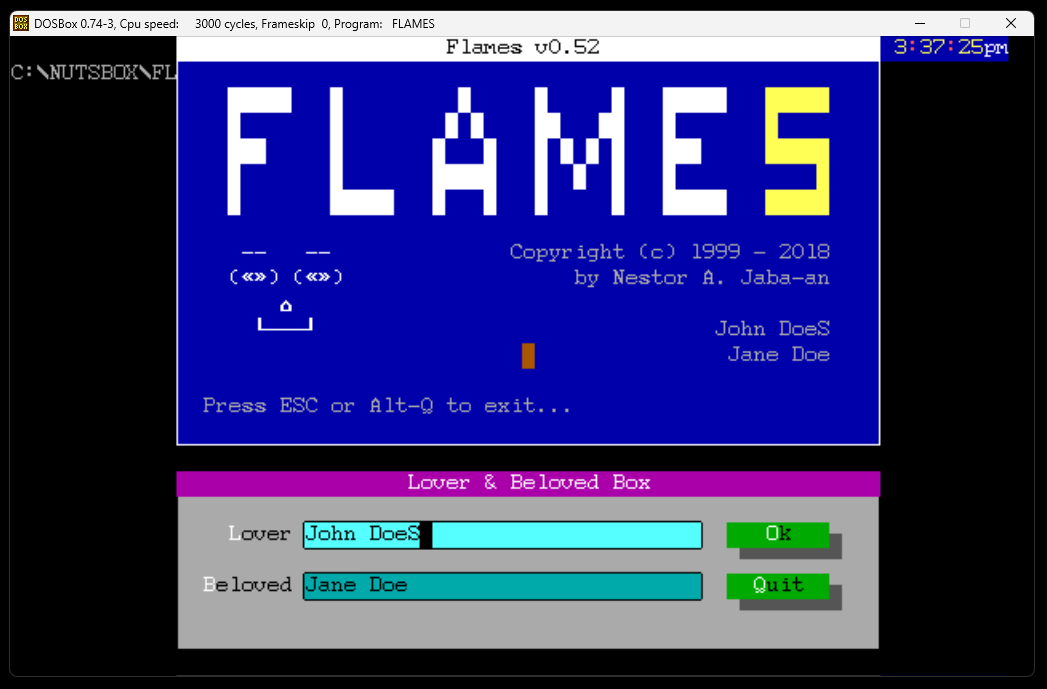 DOSBox 0.74-3, Cpu speed: 3000 cycles, Frameskip 0, Program: FLAMES
Flames v0.52
3:37:25pm
C:\NUTSBOX\FL
FLAMES
Copyright (c) 1999 - 2018
by Nestor A. Jaba-an
John DoeS
Jane Doe
Press ESC or Alt-Q to exit...
Lover & Beloved Box
Lover John DoeS Ok
Beloved Jane Doe Quit